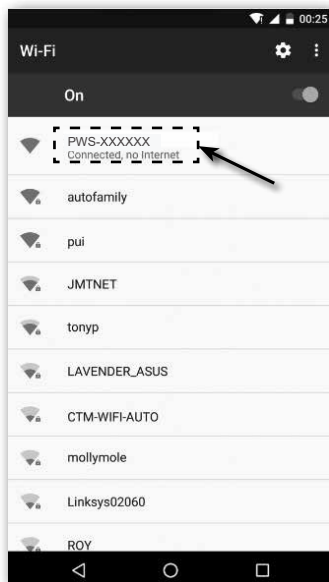 00:25
Wi-Fi
On
PWS-XXXXXX
Connected, no Internet
autofamily
pui
JMTNET
tonyp
LAVENDER_ASUS
CTM-WIFI-AUTO
mollymole
Linksys02060
ROY